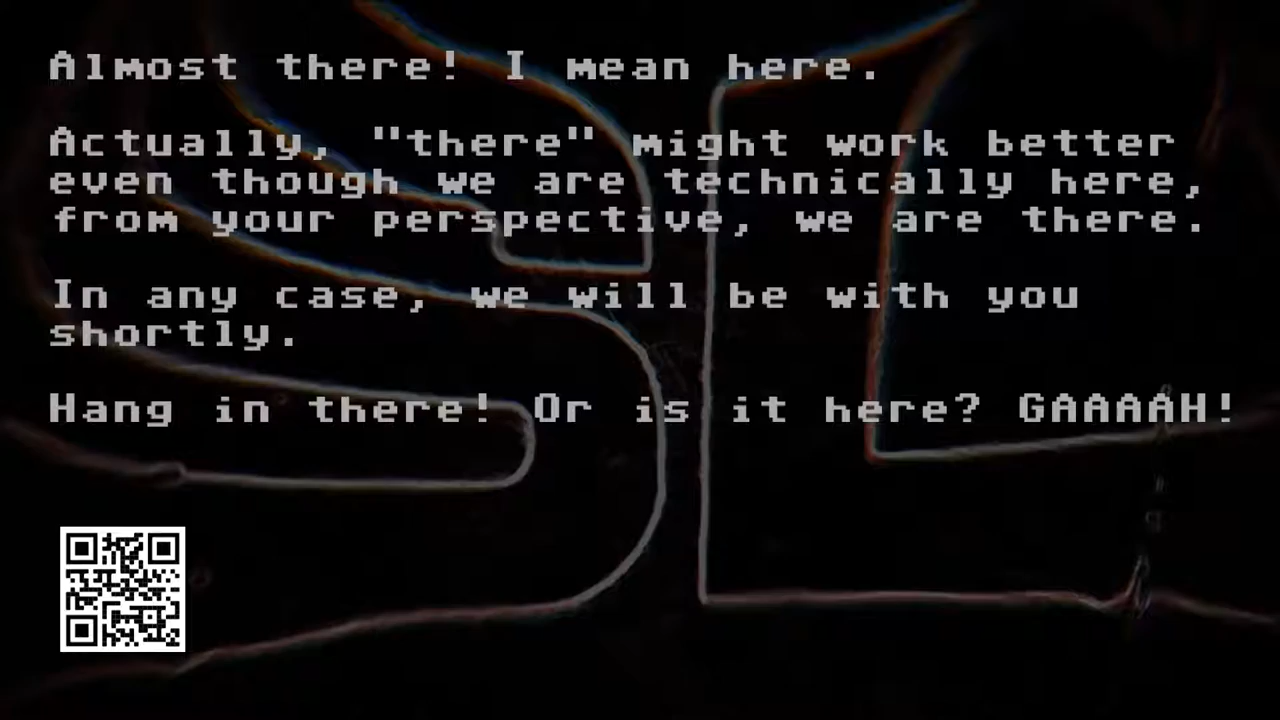 Almost there! I mean here.
Actually, "there" might work better
even though we are technically here,
from your perspective, we are there.
In any case, we will be with you
shortly.
Hang in there! Or is it here? GAAAAH!